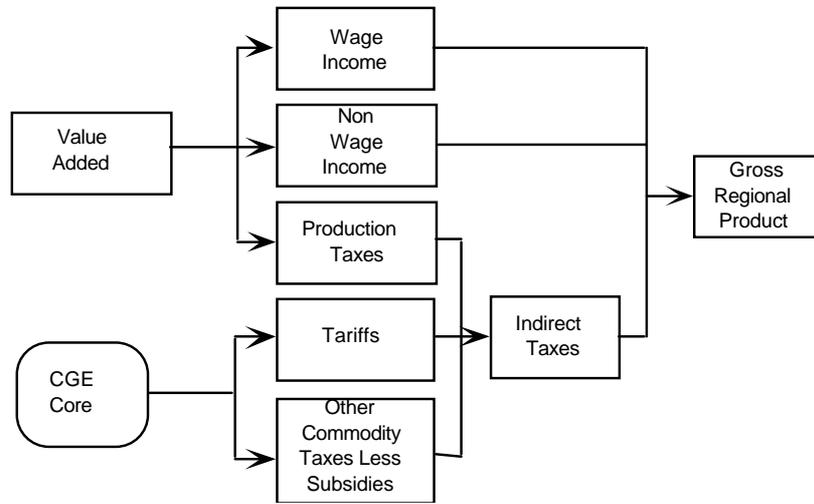 Wage
Income
Value
Added
Non
Wage
Income
Gross
Regional
Product
Production
Taxes
Tariffs
Indirect
Taxes
CGE
Core
Other
Commodity
Taxes Less
Subsidies